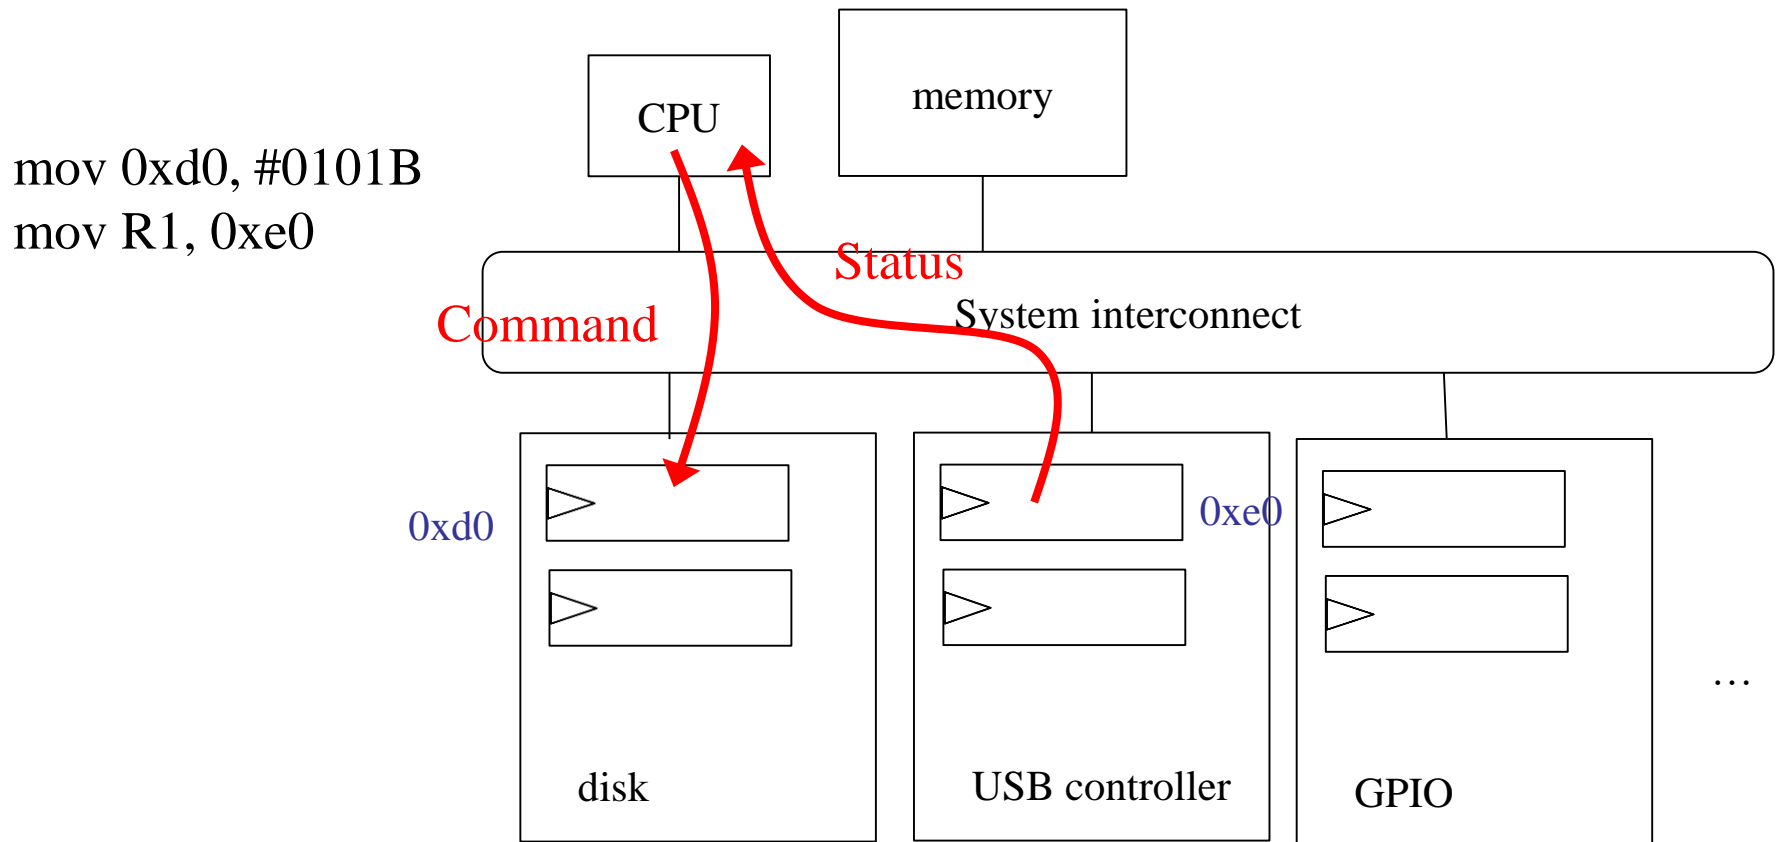 CPU
memory
mov 0xd0, #0101B
mov R1, 0xe0
Status
System interconnect
Command
0xd0
0xe0
…
disk
USB controller
GPIO